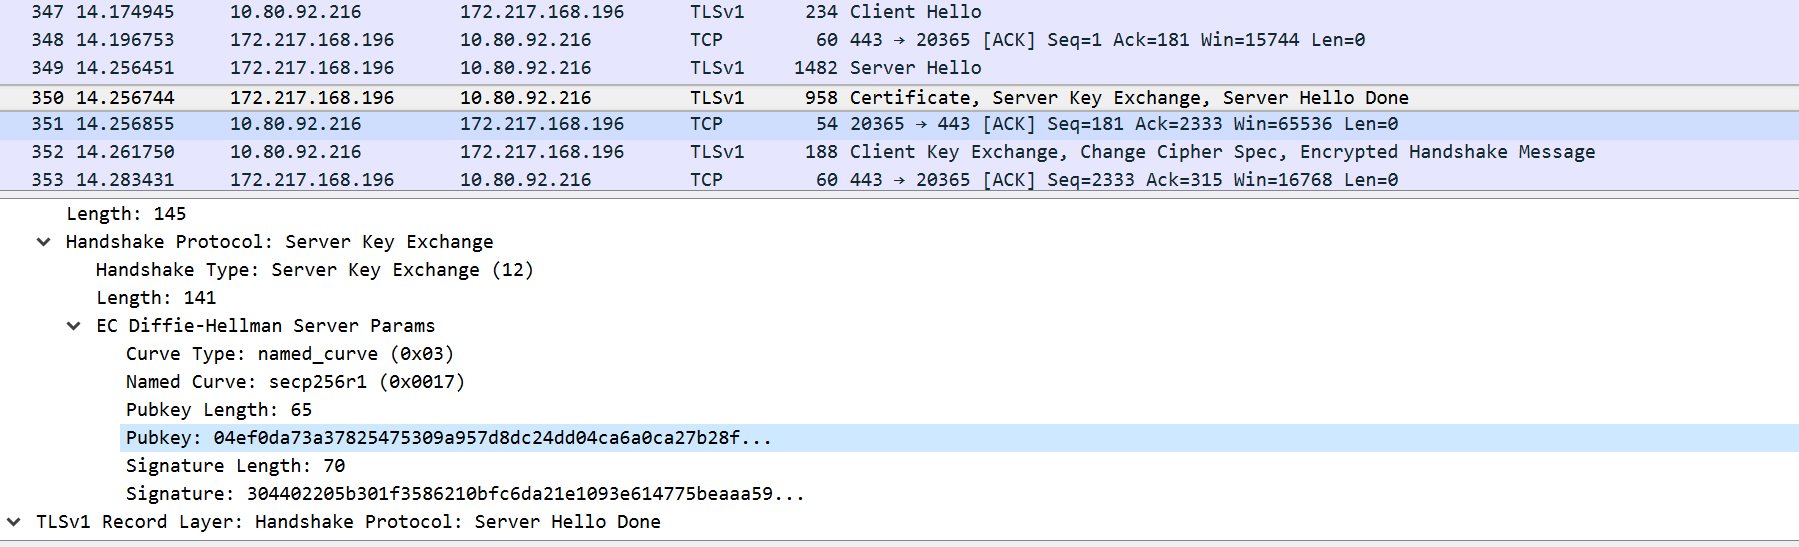 347 14.174945 10.80.92.216 172.217.168.196 TLSv1 234 Client Hello
348 14.196753 172.217.168.196 10.80.92.216 TCP 60 443 → 20365 [ACK] Seq=1 Ack=181 Win=15744 Len=0
349 14.256451 172.217.168.196 10.80.92.216 TLSv1 1482 Server Hello
350 14.256744 172.217.168.196 10.80.92.216 TLSv1 958 Certificate, Server Key Exchange, Server Hello Done
351 14.256855 10.80.92.216 172.217.168.196 TCP 54 20365 → 443 [ACK] Seq=181 Ack=2333 Win=65536 Len=0
352 14.261750 10.80.92.216 172.217.168.196 TLSv1 188 Client Key Exchange, Change Cipher Spec, Encrypted Handshake Message
353 14.283431 172.217.168.196 10.80.92.216 TCP 60 443 → 20365 [ACK] Seq=2333 Ack=315 Win=16768 Len=0
Length: 145
Handshake Protocol: Server Key Exchange
Handshake Type: Server Key Exchange (12)
Length: 141
EC Diffie-Hellman Server Params
Curve Type: named_curve (0x03)
Named Curve: secp256r1 (0x0017)
Pubkey Length: 65
Pubkey: 04ef0da73a37825475309a957d8dc24dd04ca6a0ca27b28f...
Signature Length: 70
Signature: 304402205b301f3586210bfc6da21e1093e614775beaaa59...
TLSv1 Record Layer: Handshake Protocol: Server Hello Done